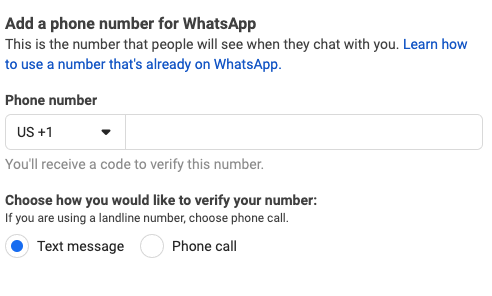 Add a phone number for WhatsApp
This is the number that people will see when they chat with you. Learn how
to use a number that's already on WhatsApp.
Phone number
US +1
You'll receive a code to verify this number.
Choose how you would like to verify your number:
If you are using a landline number, choose phone call.
Text message Phone call